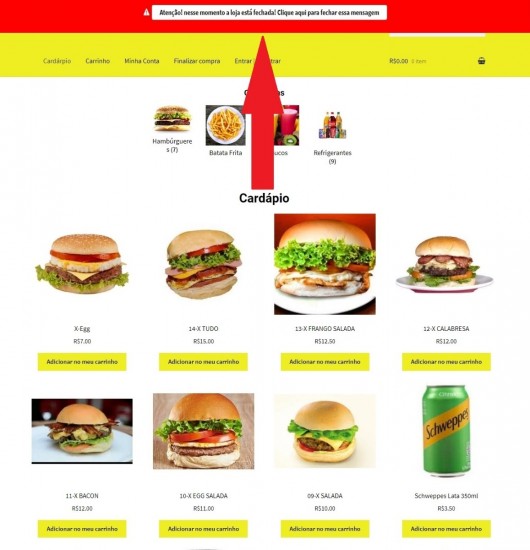 Atenção! nesse momento a loja está fechada! Clique aqui para fechar essa mensagem
Cardárpio
Carrinho
Minha Conta
Finalizar compra
Entrar
trar
R$0.00 0 item
Hambúrguere
s (7)
Batata Frita
ucos
Refrigerantes
(9)
Cardápio
X-Egg
R$7.00
Adicionar no meu carrinho
14-X TUDO
R$15.00
Adicionar no meu carrinho
13-X FRANGO SALADA
R$12.50
Adicionar no meu carrinho
12-X CALABRESA
R$12.00
Adicionar no meu carrinho
11-X BACON
R$12.00
Adicionar no meu carrinho
10-X EGG SALADA
R$11.00
Adicionar no meu carrinho
09-X SALADA
R$10.00
Adicionar no meu carrinho
Schweppes
Schweppes Lata 350ml
R$3.50
Adicionar no meu carrinho